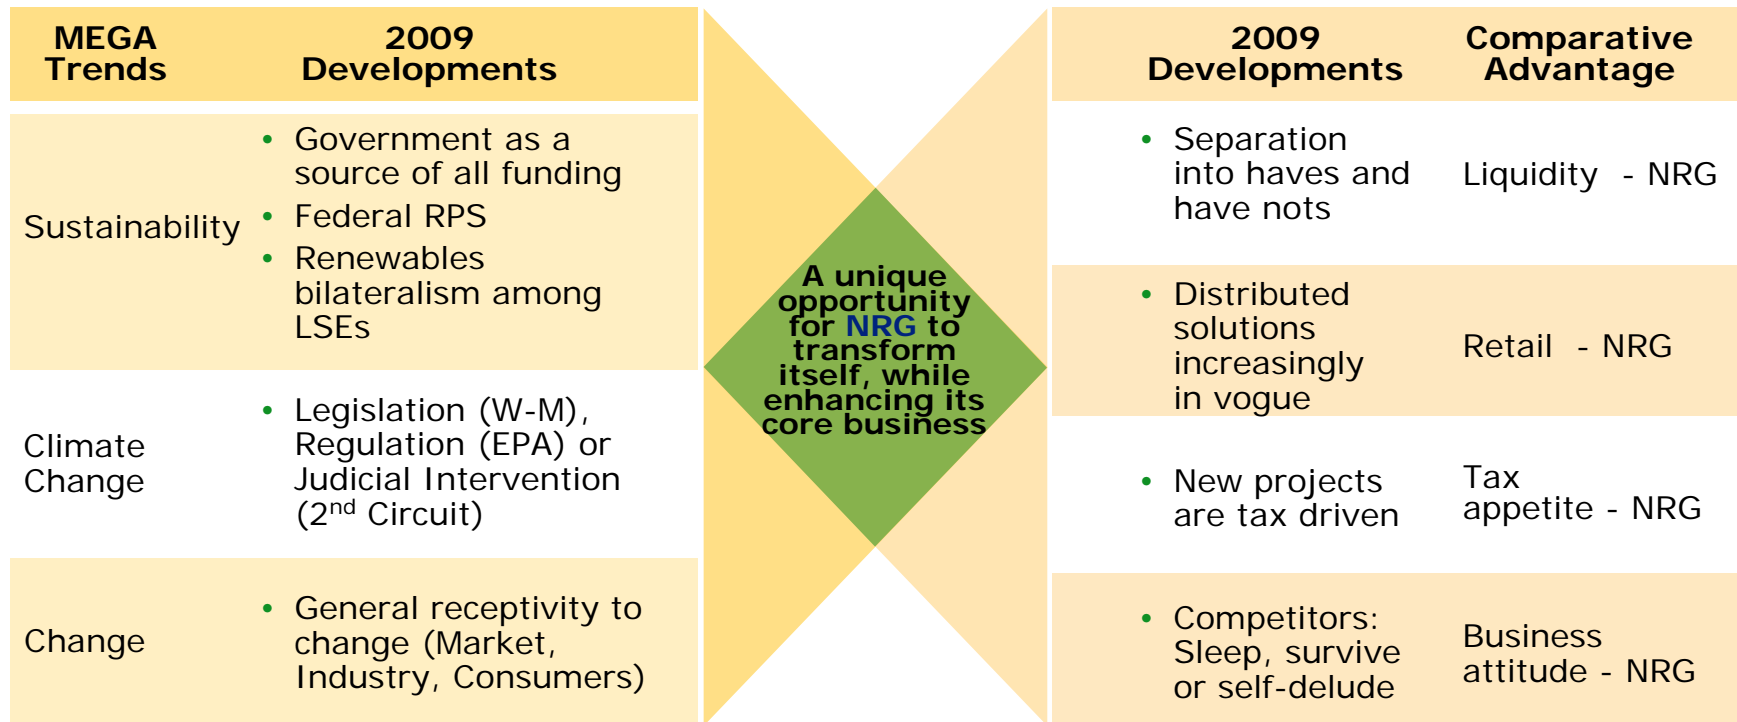 MEGA
Trends
2009
Developments
Sustainability
• Government as a
source of all funding
• Federal RPS
• Renewables
bilateralism among
LSEs
Climate
Change
• Legislation (W-M),
Regulation (EPA) or
Judicial Intervention
(2nd Circuit)
Change
• General receptivity to
change (Market,
Industry, Consumers)
A unique
opportunity
for NRG to
transform
itself, while
enhancing its
core business
2009
Developments
Comparative
Advantage
• Separation
into haves and
have nots
Liquidity - NRG
• Distributed
solutions
increasingly
in vogue
Retail - NRG
• New projects
are tax driven
Tax
appetite - NRG
• Competitors:
Sleep, survive
or self-delude
Business
attitude - NRG